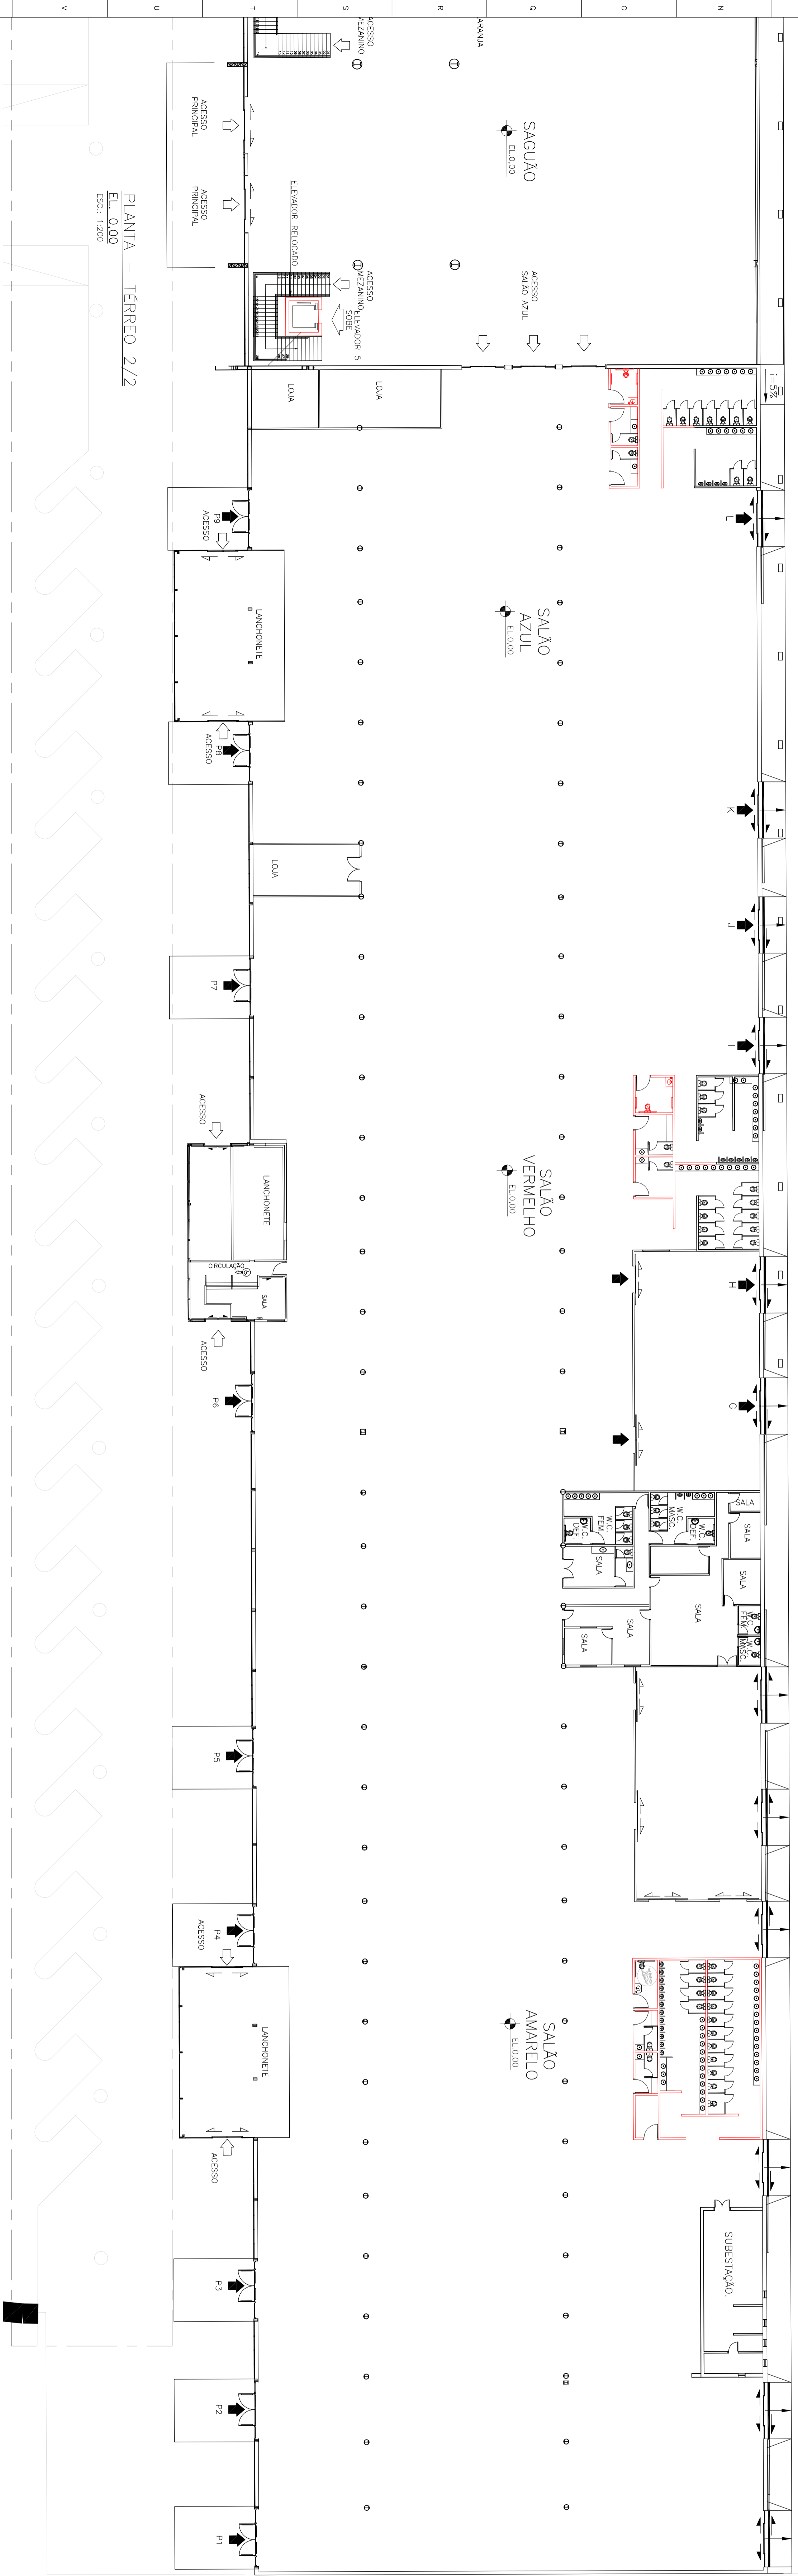 V
U
T
S
R
Q
O
N
ACESSO
MEZANINO
ARANJA
ACESSO
PRINCIPAL
ACESSO
PRINCIPAL
SAGUÃO
EL.0,00
ELEVADOR RELOCADO
PLANTA – TÉRREO 2/2
EL. 0,00
ESC.: 1:200
ACESSO
MEZANINO
ELEVADOR 5
SOBE
ACESSO
SALÃO AZUL
i=5%
LOJA
LOJA
P9
ACESSO
L
LANCHONETE
SALÃO
AZUL
EL.0,00
P8
ACESSO
K
LOJA
J
P7
I
ACESSO
LANCHONETE
SALÃO
VERMELHO
EL.0,00
CIRCULAÇÃO
SALA
H
ACESSO
P6
G
W.C.
FEM.
W.C.
DEF.
W.C.
MASC.
W.C.
DEF.
SALA
SALA
SALA
SALA
SALA
W.C.
FEM.
W.C.
MASC.
SALA
SALA
P5
P4
ACESSO
LANCHONETE
SALÃO
AMARELO
EL.0,00
ACESSO
SUBESTAÇÃO.
P3
P2
P1